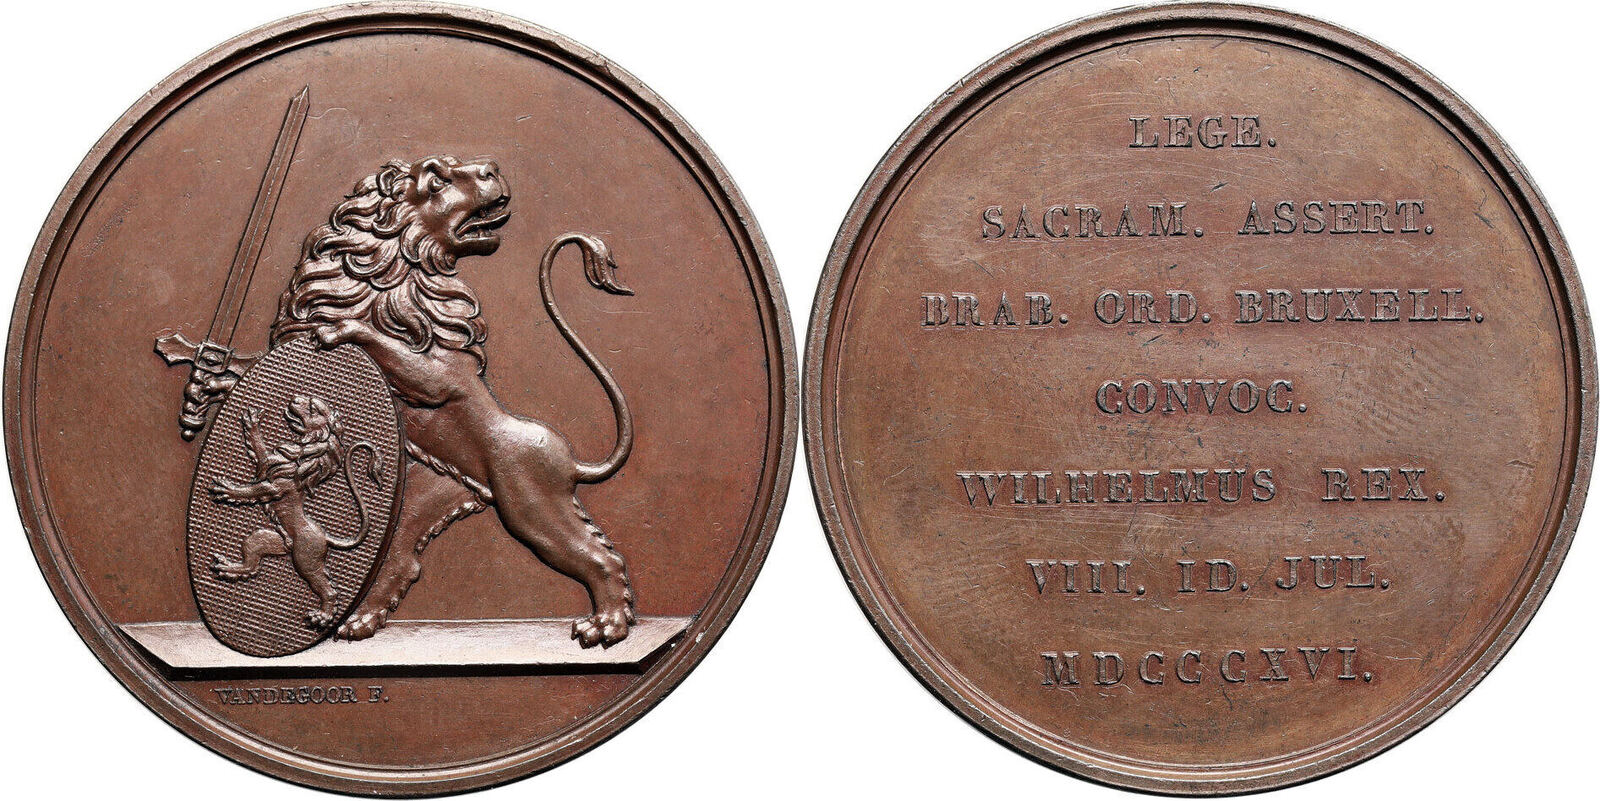 VANDEGOOR F.
LEGE.
SACRAM. ASSERT.
BRAB. ORD. BRUXELL.
CONVOC.
WILHELMUS REX.
VIII. ID. JUL.
MDCCCXVI.